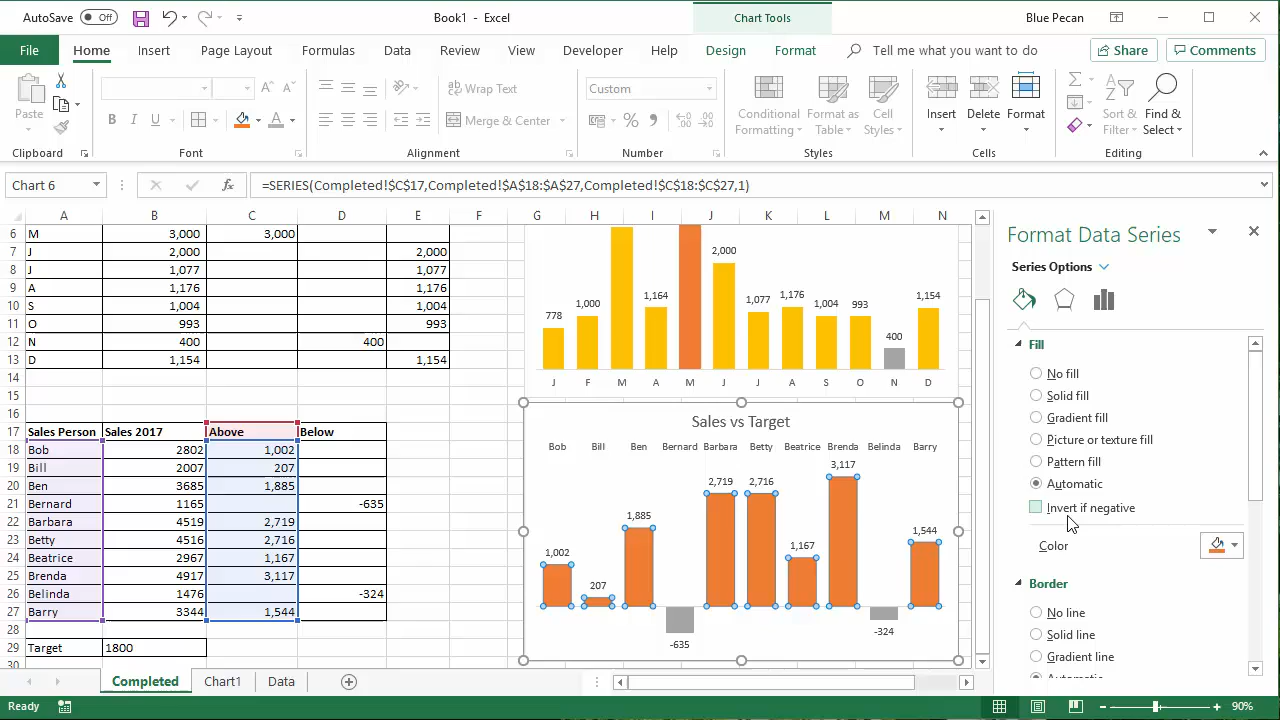 AutoSave Off Book1 - Excel Chart Tools Blue Pecan
File Home Insert Page Layout Formulas Data Review View Developer Help Design Format Tell me what you want to do Share Comments
Paste Wrap Text Custom Conditional Formatting Format as Table Cell Styles Insert Delete Format Sort & Filter Find & Select
B I U A Merge & Center % ,
Clipboard Font Alignment Number Styles Cells Editing
Chart 6 fx =SERIES(Completed!$C$17,Completed!$A$18:$A$27,Completed!$C$18:$C$27,1)
A B C D E F G H I J K L M N
6 M 3,000 3,000
7 J 2,000 2,000
8 J 1,077 1,077
9 A 1,176 1,176
10 S 1,004 1,004
11 O 993 993
12 N 400 400
13 D 1,154 1,154
14
15
16
17 Sales Person Sales 2017 Above Below
18 Bob 2802 1,002
19 Bill 2007 207
20 Ben 3685 1,885
21 Bernard 1165 -635
22 Barbara 4519 2,719
23 Betty 4516 2,716
24 Beatrice 2967 1,167
25 Brenda 4917 3,117
26 Belinda 1476 -324
27 Barry 3344 1,544
28
29 Target 1800
30
778 1,000 1,164 2,000 1,077 1,176 1,004 993 400 1,154
J F M A M J J A S O N D
Sales vs Target
Bob Bill Ben Bernard Barbara Betty Beatrice Brenda Belinda Barry
1,002 207 1,885 -635 2,719 2,716 1,167 3,117 -324 1,544
Format Data Series
Series Options
Fill
No fill
Solid fill
Gradient fill
Picture or texture fill
Pattern fill
Automatic
Invert if negative
Color
Border
No line
Solid line
Gradient line
Automatic
Completed Chart1 Data
Ready 90%